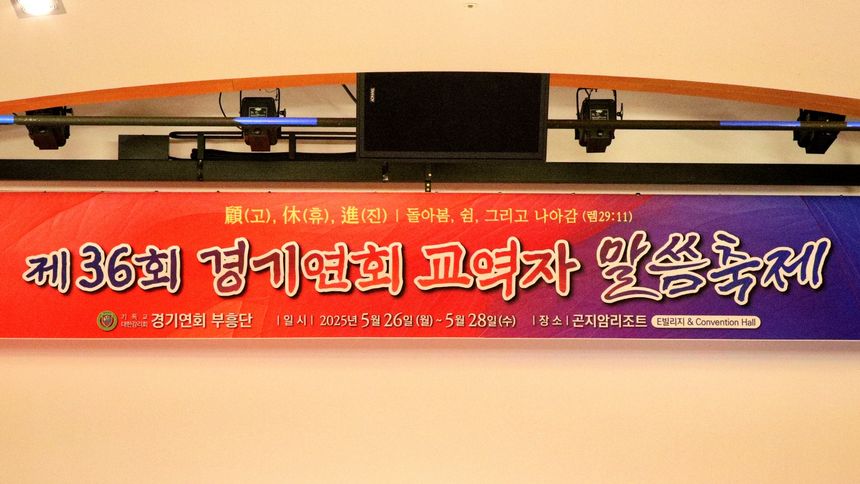 顧(고), 休(휴), 進(진) | 돌아봄, 쉼, 그리고 나아감 (렘29:11)
제36회 경기연회 교역자 말씀축제
기독교 대한감리회 경기연회 부흥단 | 일시 | 2025년 5월 26일(월) ~ 5월 28일(수) | 장소 | 곤지암리조트 E빌리지 & Convention Hall